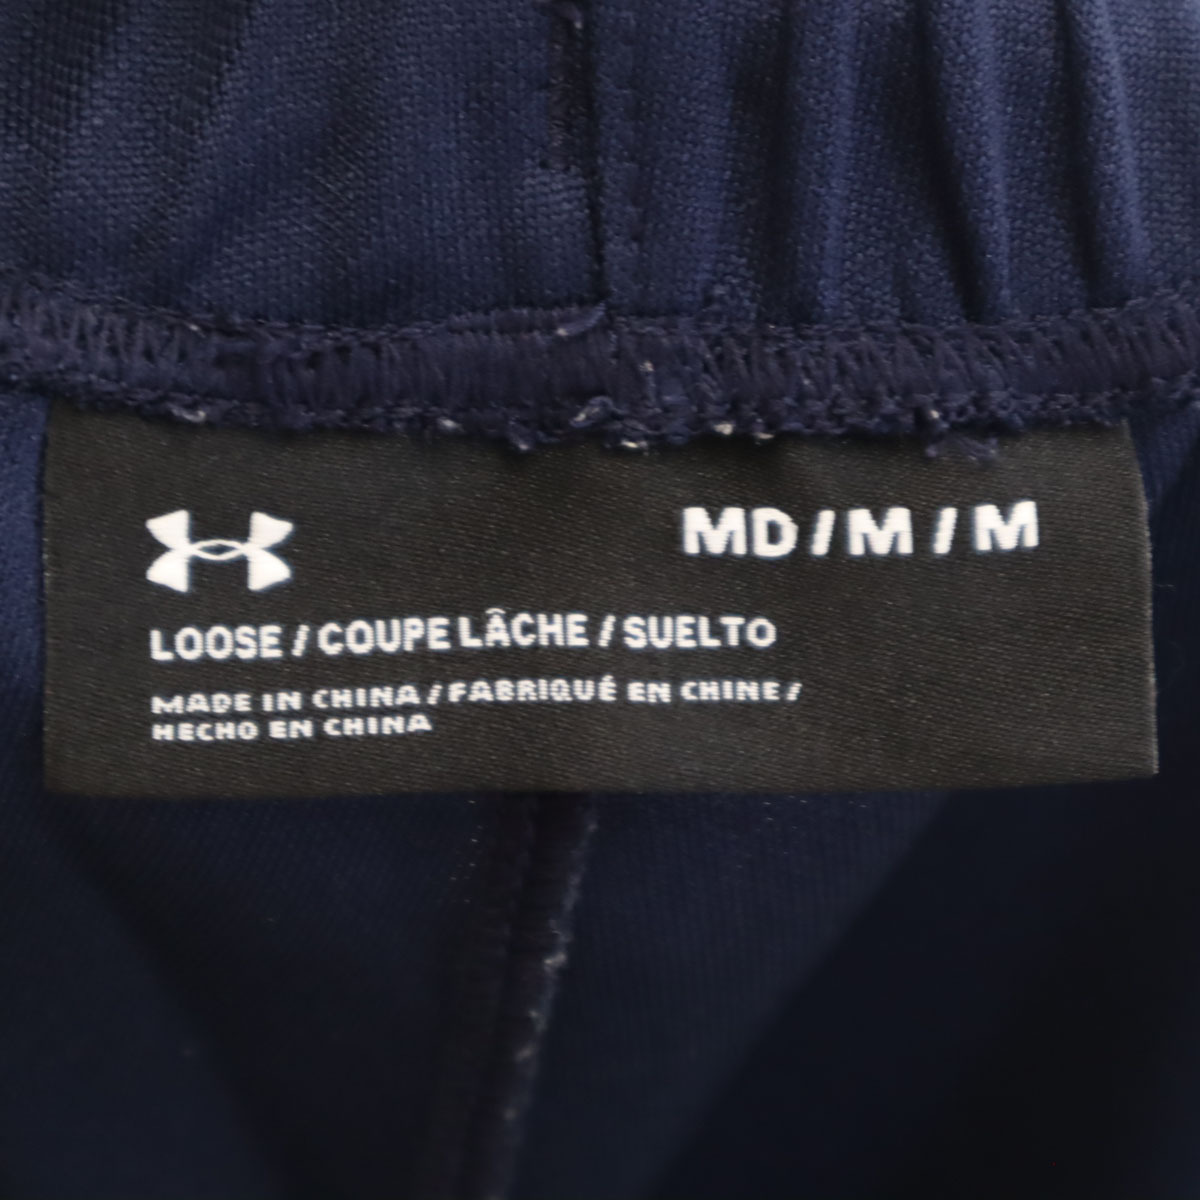 MD / M / M
LOOSE / COUPE LÂCHE / SUELTO
MADE IN CHINA / FABRIQUÉ EN CHINE /
HECHO EN CHINA